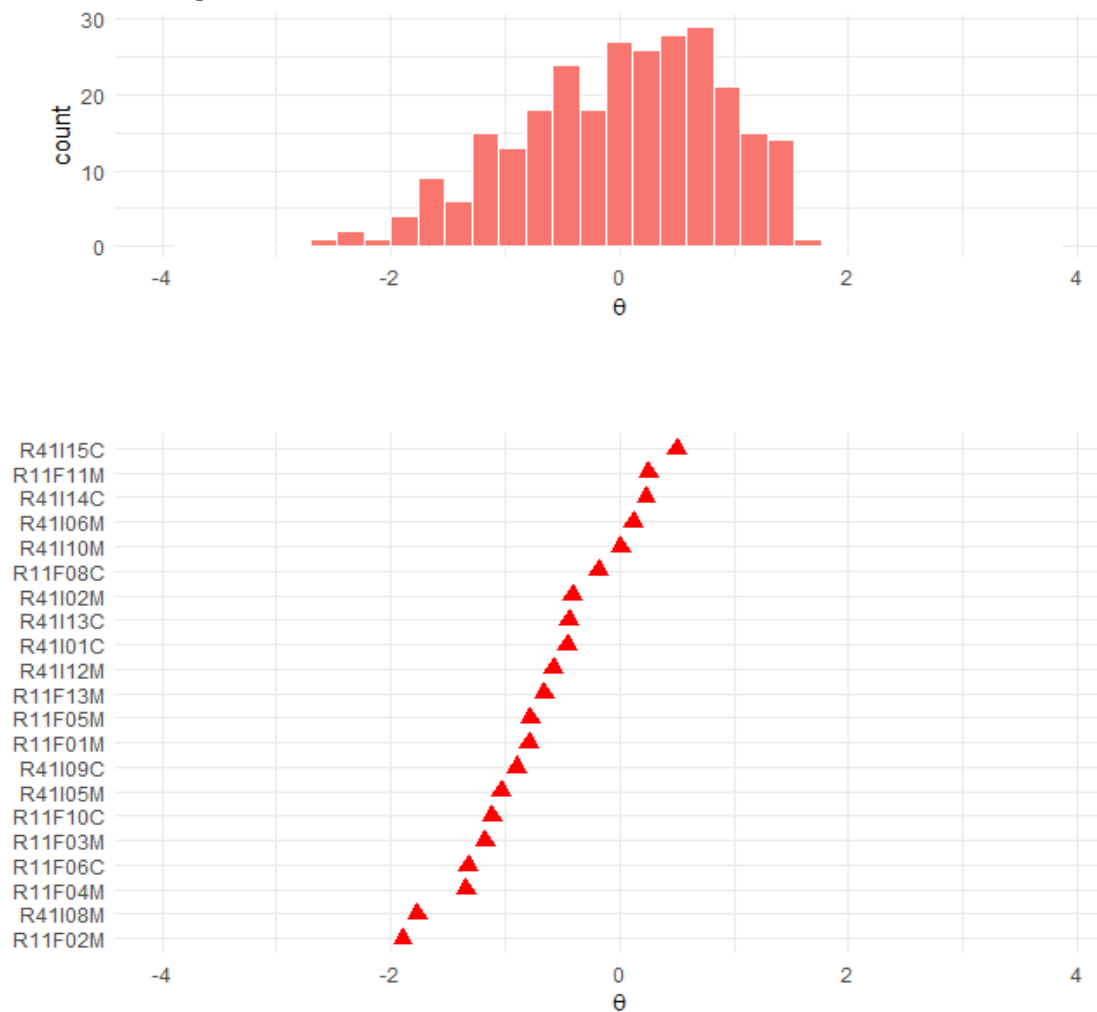 30
20
10
0
count
-4 -2 0 2 4
θ
R41I15C
R11F11M
R41I14C
R41I06M
R41I10M
R11F08C
R41I02M
R41I13C
R41I01C
R41I12M
R11F13M
R11F05M
R11F01M
R41I09C
R41I05M
R11F10C
R11F03M
R11F06C
R11F04M
R41I08M
R11F02M
-4 -2 0 2 4
θ